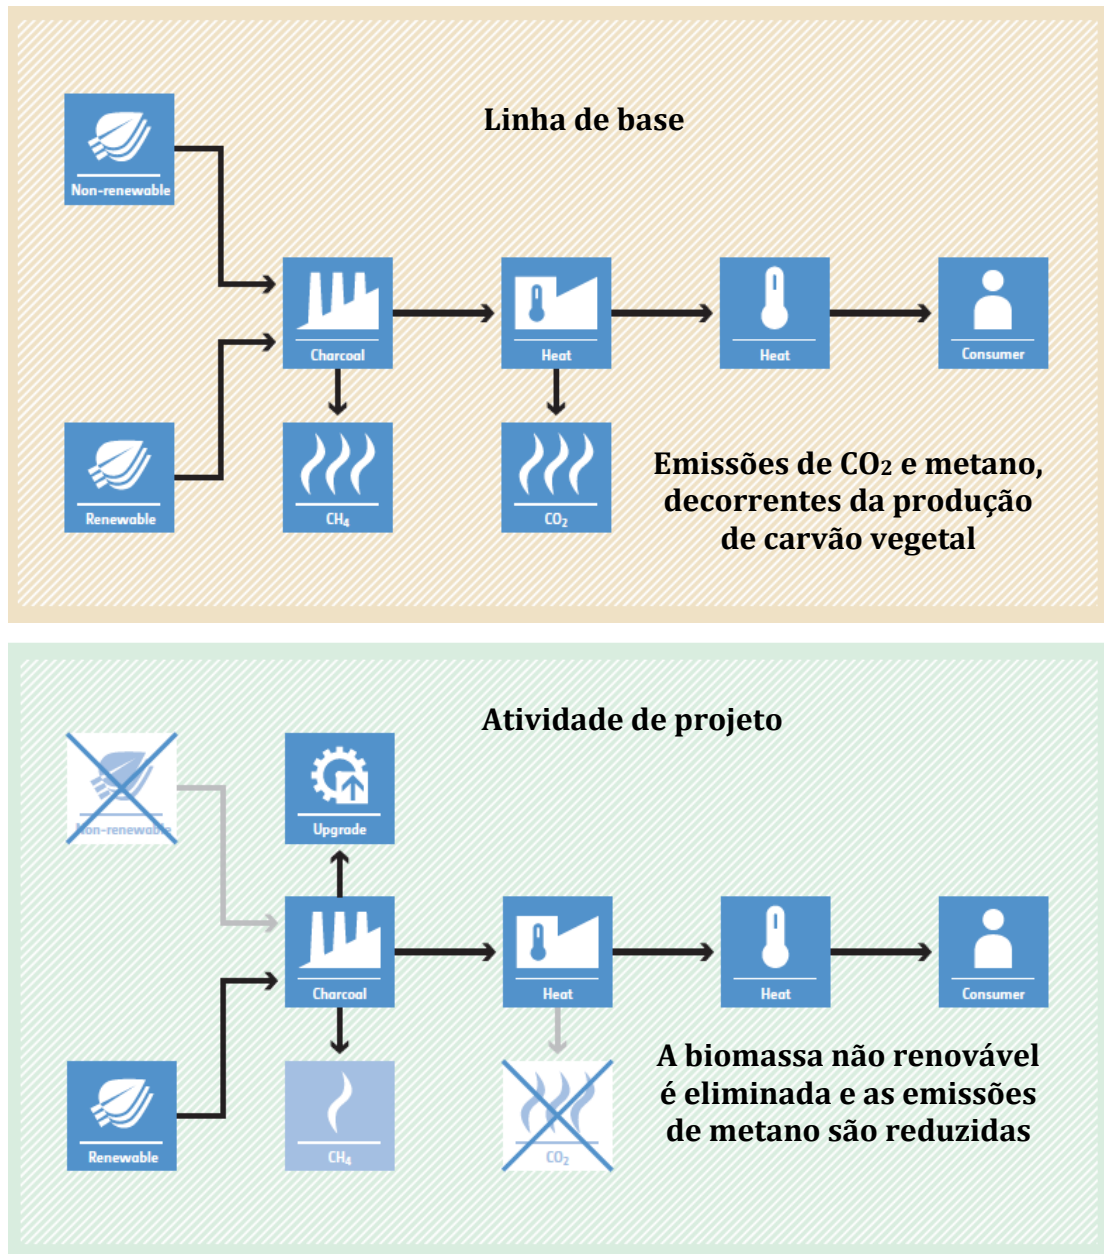 Linha de base
Non-renewable
Charcoal
Heat
Heat
Consumer
Renewable
CH₄
CO₂
Emissões de CO₂ e metano,
decorrentes da produção
de carvão vegetal
Atividade de projeto
Non-renewable
Upgrade
Charcoal
Heat
Heat
Consumer
Renewable
CH₄
CO₂
A biomassa não renovável
é eliminada e as emissões
de metano são reduzidas